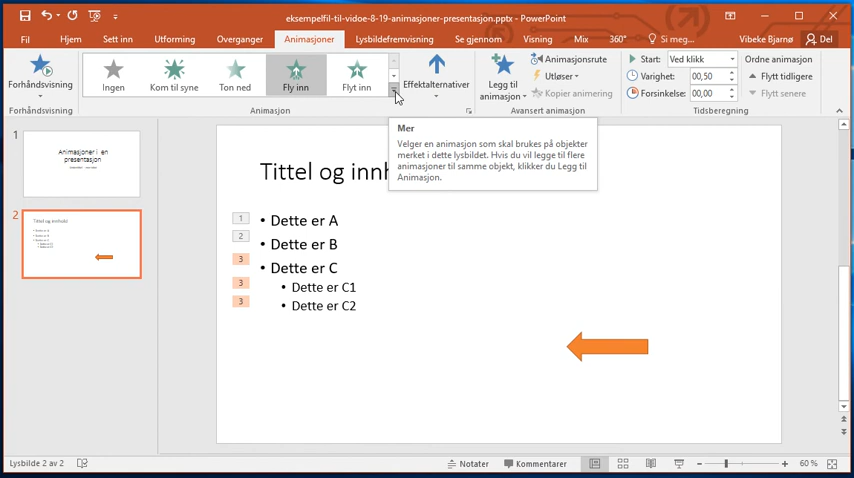 eksempelfil-til-vidoe-8-19-animasjoner-presentasjon.pptx - PowerPoint
Fil Hjem Sett inn Utforming Overganger Animasjoner Lysbildefremvisning Se gjennom Visning Mix 360° Si meg... Vibeke Bjarnø Del
Forhåndsvisning
Ingen Kom til syne Ton ned Fly inn Flyt inn
Effektalternativer
Legg til
animasjon
Animasjonsrute
Utløser
Kopier animering
Start: Ved klikk
Varighet: 00,50
Forsinkelse: 00,00
Ordne animasjon
Flytt tidligere
Flytt senere
Forhåndsvisning Animasjon Avansert animasjon Tidsberegning
Mer
Velger en animasjon som skal brukes på objekter
merket i dette lysbildet. Hvis du vil legge til flere
animasjoner til samme objekt, klikker du Legg til
Animasjon.
1
Animasjoner i en
presentasjon
2
Tittel og innhold
Tittel og innh
1 • Dette er A
2 • Dette er B
3 • Dette er C
3 • Dette er C1
3 • Dette er C2
Lysbilde 2 av 2 Notater Kommentarer 60 %